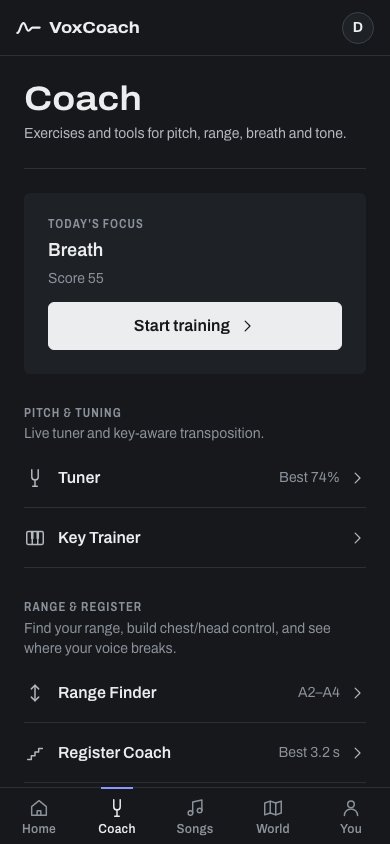 VoxCoach
D
Coach
Exercises and tools for pitch, range, breath and tone.
TODAY'S FOCUS
Breath
Score 55
Start training
PITCH & TUNING
Live tuner and key-aware transposition.
Tuner
Best 74%
Key Trainer
RANGE & REGISTER
Find your range, build chest/head control, and see
where your voice breaks.
Range Finder
A2–A4
Register Coach
Best 3.2 s
Home
Coach
Songs
World
You